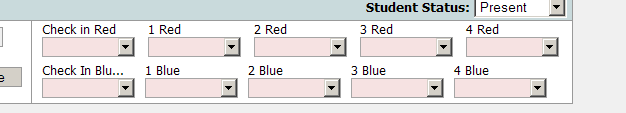 Student Status: Present
Check in Red 1 Red 2 Red 3 Red 4 Red
e
Check In Blu... 1 Blue 2 Blue 3 Blue 4 Blue